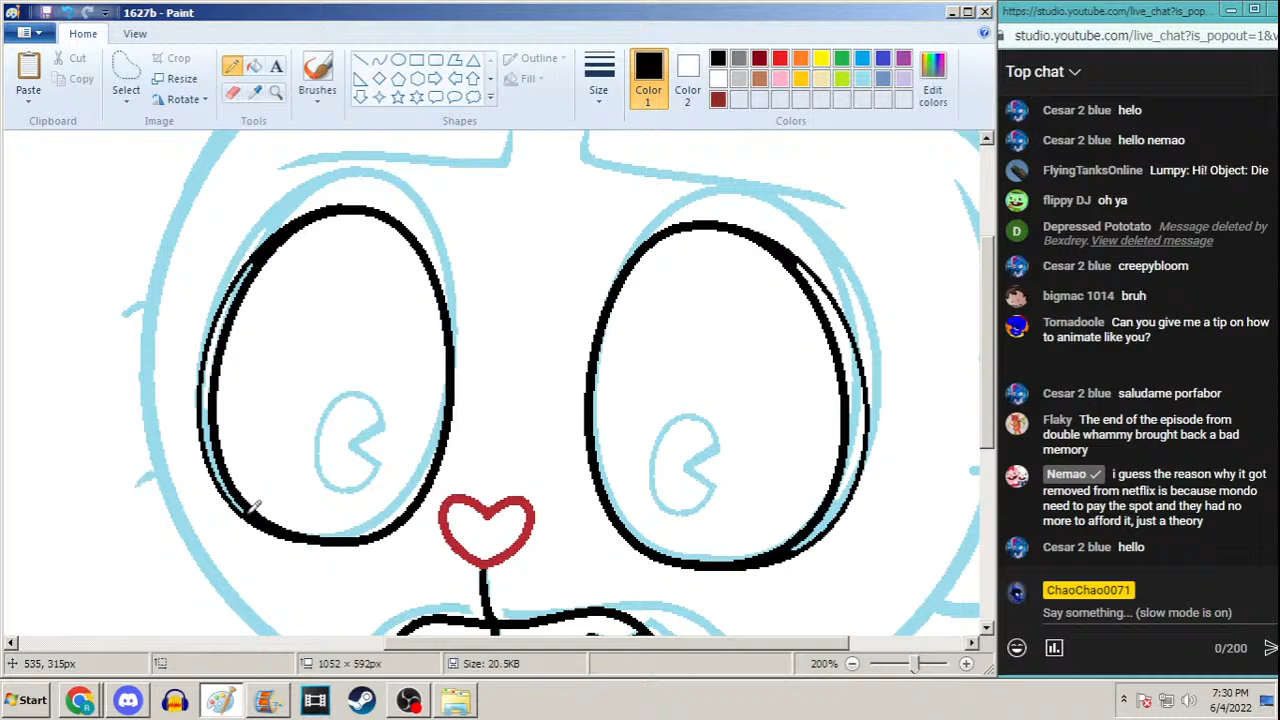 1627b - Paint
https://studio.youtube.com/live_chat?is_pop...
studio.youtube.com/live_chat?is_popout=1&v
Home
View
Paste
Cut
Copy
Clipboard
Select
Crop
Resize
Rotate
Image
Tools
Brushes
Outline
Fill
Shapes
Size
Color
1
Color
2
Edit
colors
Colors
Top chat
Cesar 2 blue helo
Cesar 2 blue hello nemao
FlyingTanksOnline Lumpy: Hi! Object: Die
flippy DJ oh ya
D
Depressed Pototato Message deleted by
Bexdrey. View deleted message
Cesar 2 blue creepybloom
bigmac 1014 bruh
Tornadoole Can you give me a tip on how
to animate like you?
Cesar 2 blue saludame porfabor
Flaky The end of the episode from
double whammy brought back a bad
memory
Nemao i guess the reason why it got
removed from netflix is because mondo
need to pay the spot and they had no
more to afford it, just a theory
Cesar 2 blue hello
ChaoChao0071
Say something... (slow mode is on)
0/200
535, 315px
1052 × 592px
Size: 20.5KB
200%
Start
7:30 PM
6/4/2022